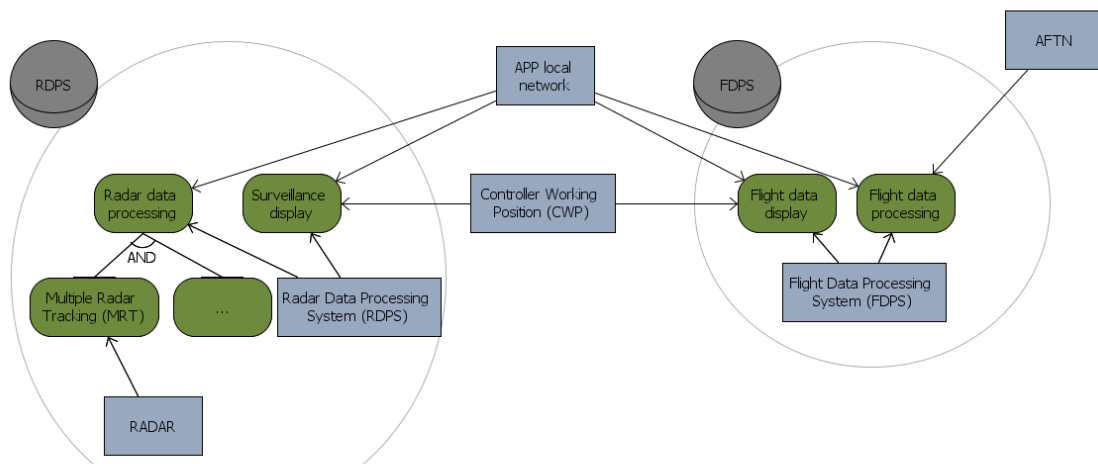 AFTN
APP local
network
RDPS
FDPS
Radar data
processing
Surveillance
display
Controller Working
Position (CWP)
Flight data
display
Flight data
processing
AND
Multiple Radar
Tracking (MRT)
...
Radar Data Processing
System (RDPS)
Flight Data Processing
System (FDPS)
RADAR